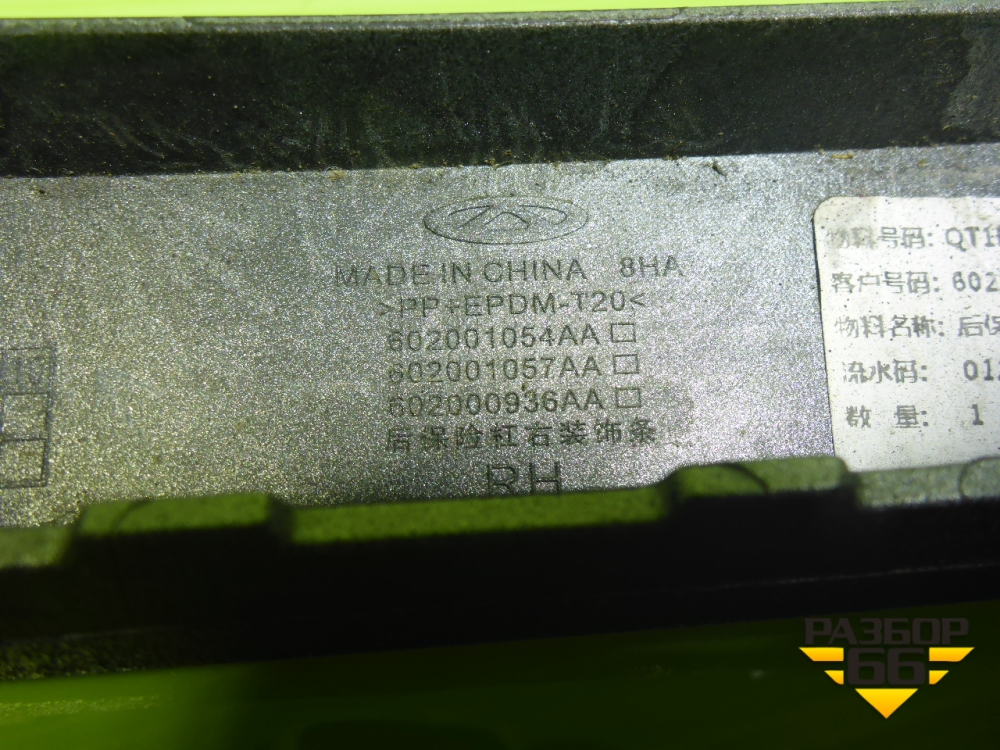 MADE IN CHINA 8HA
>PP+EPDM-T20<
602001054AA
602001057AA
602000936AA
后保险杠右装饰条
RH
物料号码: QT1
客户号码: 602
物料名称: 后保
流水码: 01
数 量: 1
РАЗБОР
66